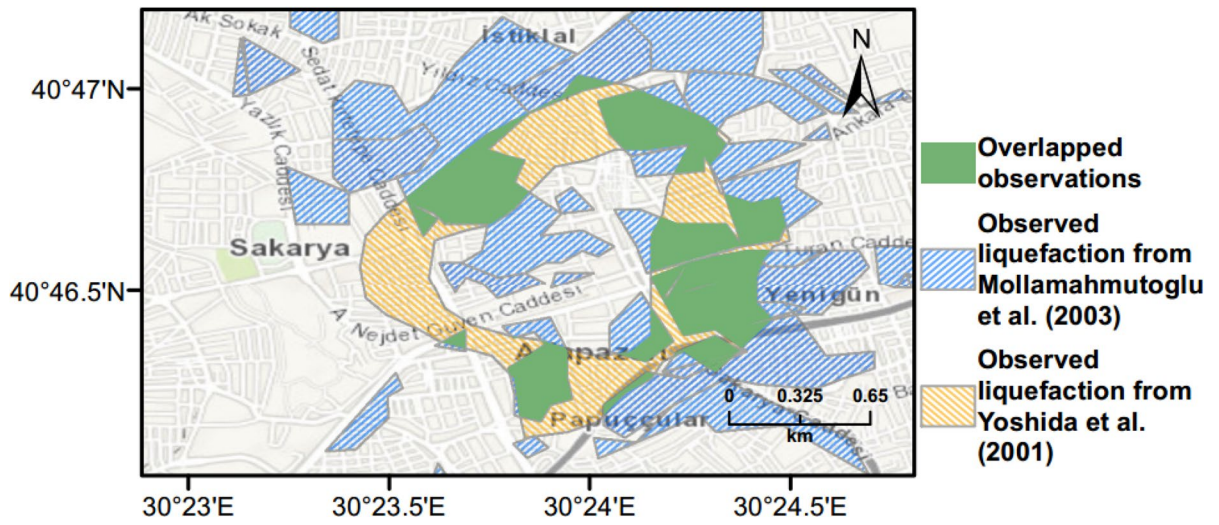 Ak Sokak
İstiklal
N
40°47'N
Sedat Kirtetepe Caddesi
Yıldız Caddesi
Ankara
Yazlık Caddesi
Overlapped
observations
Sakarya
Turan Cadde
Observed
liquefaction from
Mollamahmutoglu
et al. (2003)
40°46.5'N
Yenigün
A. Nejdet Güven Caddesi
Observed
liquefaction from
Yoshida et al.
(2001)
0 0.325 0.65
km
Papuççular
30°23'E 30°23.5'E 30°24'E 30°24.5'E